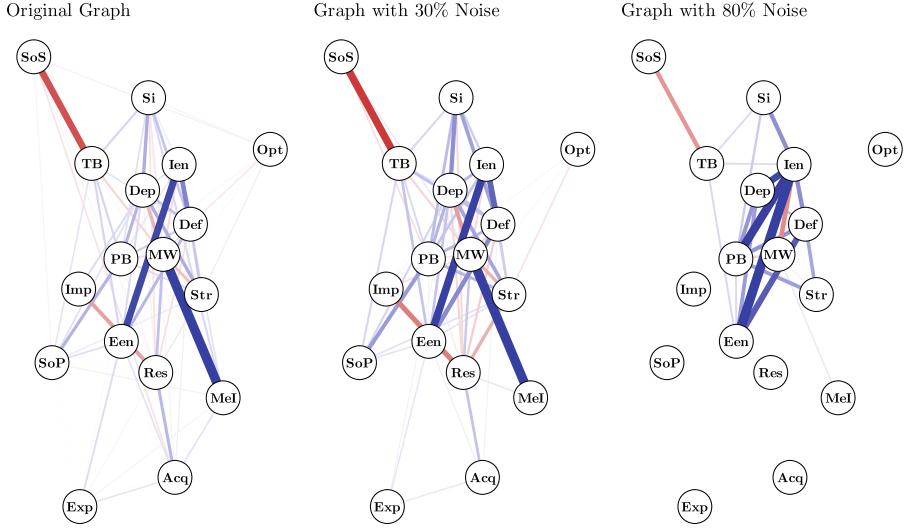 Original Graph
SoS
Si
Opt
TB
Ien
Dep
Def
PB
MW
Imp
Str
Een
SoP
Res
MeI
Acq
Exp
Graph with 30% Noise
SoS
Si
Opt
TB
Ien
Dep
Def
PB
MW
Imp
Str
Een
SoP
Res
MeI
Acq
Exp
Graph with 80% Noise
SoS
Si
Opt
TB
Ien
Dep
Def
PB
MW
Imp
Str
Een
SoP
Res
MeI
Acq
Exp